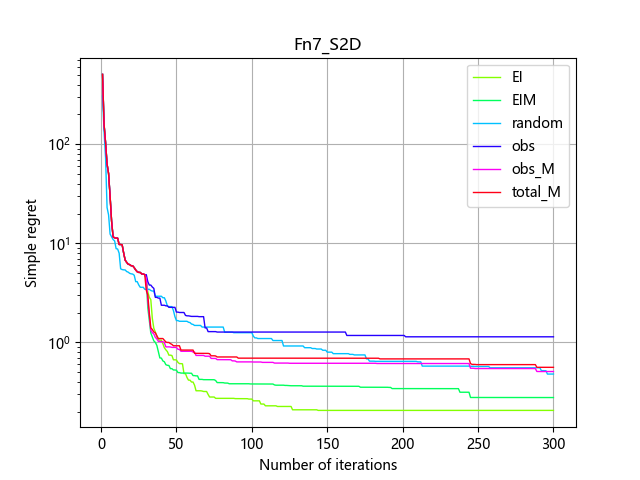 Fn7_S2D
Simple regret
10²
10¹
10⁰
0 50 100 150 200 250 300
Number of iterations
EI
EIM
random
obs
obs_M
total_M